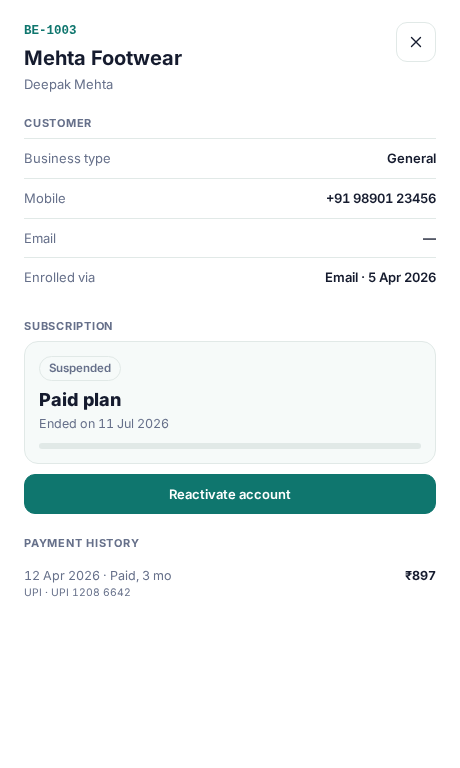 BE-1003
Mehta Footwear
Deepak Mehta
CUSTOMER
Business type General
Mobile +91 98901 23456
Email —
Enrolled via Email · 5 Apr 2026
SUBSCRIPTION
Suspended
Paid plan
Ended on 11 Jul 2026
Reactivate account
PAYMENT HISTORY
12 Apr 2026 · Paid, 3 mo ₹897
UPI · UPI 1208 6642